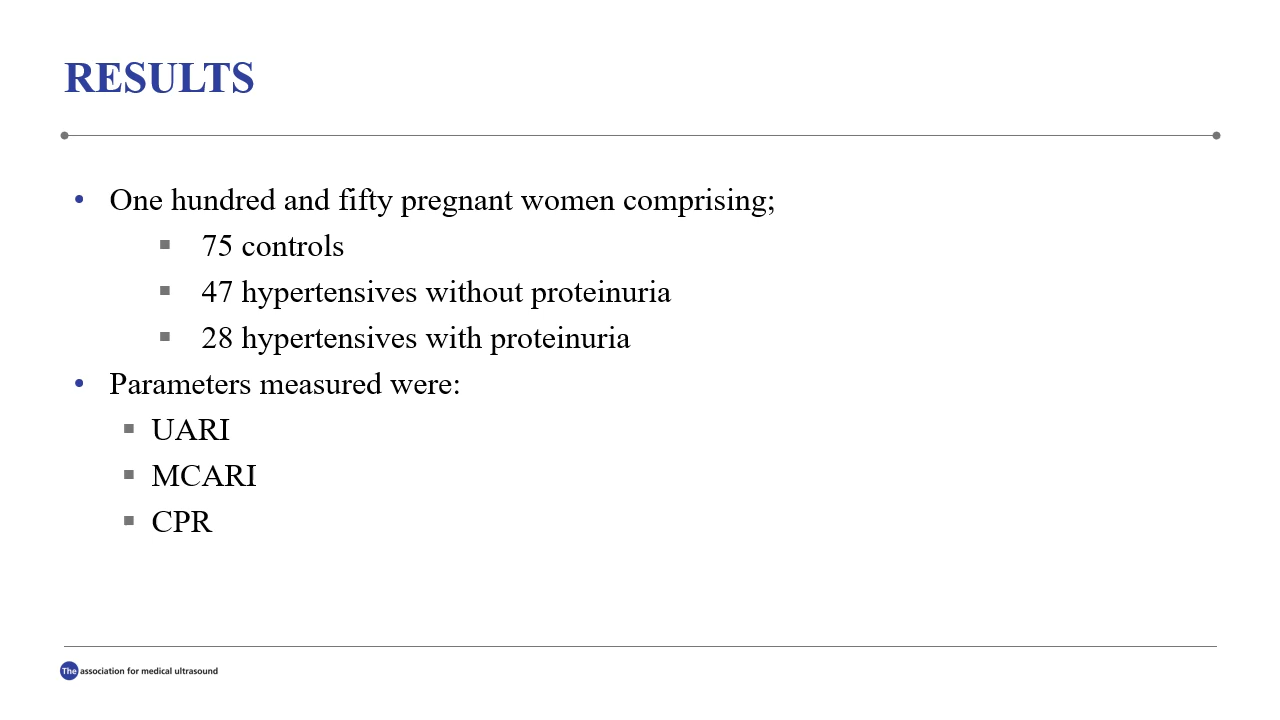 RESULTS
• One hundred and fifty pregnant women comprising;
▪ 75 controls
▪ 47 hypertensives without proteinuria
▪ 28 hypertensives with proteinuria
• Parameters measured were:
▪ UARI
▪ MCARI
▪ CPR
The association for medical ultrasound